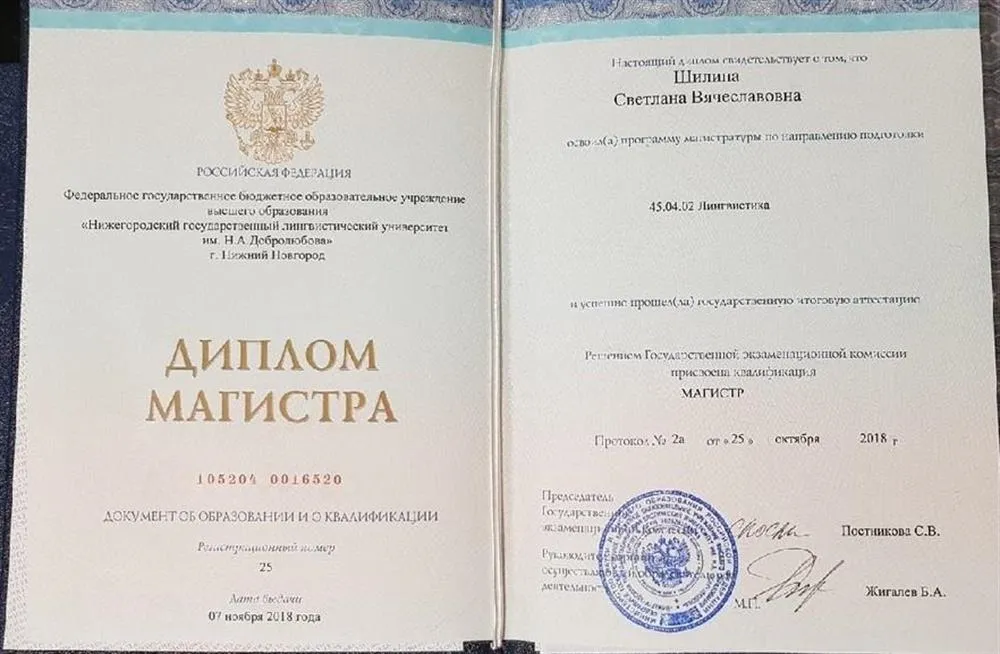 РОССИЙСКАЯ ФЕДЕРАЦИЯ
Федеральное государственное бюджетное образовательное учреждение
высшего образования
«Нижегородский государственный лингвистический университет
им. Н.А.Добролюбова»
г. Нижний Новгород
ДИПЛОМ
МАГИСТРА
105204 0016520
ДОКУМЕНТ ОБ ОБРАЗОВАНИИ И О КВАЛИФИКАЦИИ
Регистрационный номер
25
Дата выдачи
07 ноября 2018 года
Настоящий диплом свидетельствует о том, что
Шилина
Светлана Вячеславовна
освоил(а) программу магистратуры по направлению подготовки
45.04.02 Лингвистика
и успешно прошел(ла) государственную итоговую аттестацию
Решением Государственной экзаменационной комиссии
присвоена квалификация
МАГИСТР
Протокол № 2а от «25» октября 2018 г
Председатель
Постникова С.В.
Жигалев Б.А.
М.П.